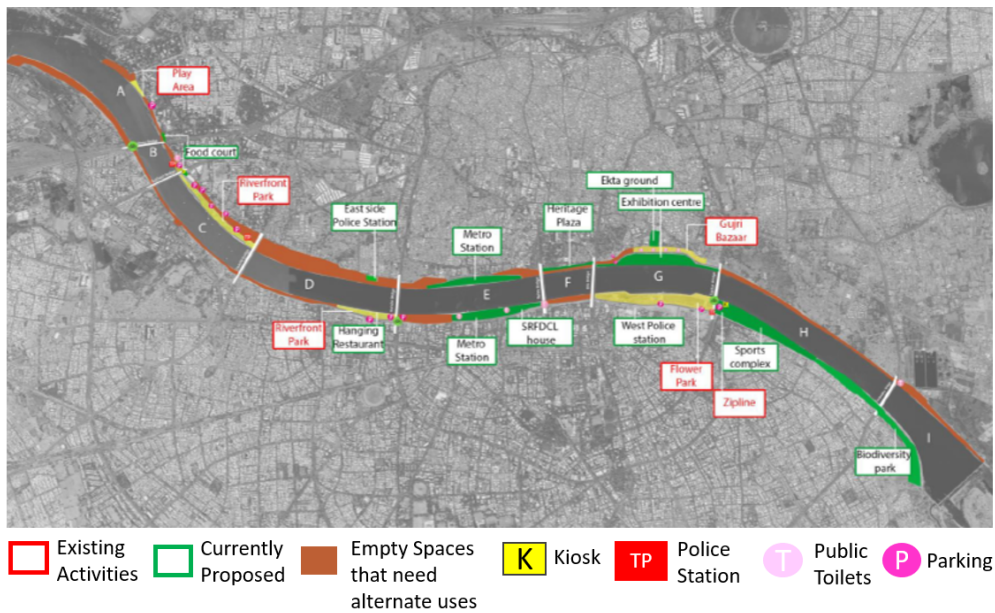 A
Play
Area
B
Food court
Riverfront
Park
C
East side
Police Station
Metro
Station
Heritage
Plaza
Ekta ground
Exhibition centre
Gujri
Bazaar
D
E
F
G
H
I
Riverfront
Park
Hanging
Restaurant
Metro
Station
SRFDCL
house
West Police
station
Flower
Park
Zipline
Sports
complex
Biodiversity
park
Existing
Activities
Currently
Proposed
Empty Spaces
that need
alternate uses
K
Kiosk
TP
Police
Station
T
Public
Toilets
P
Parking